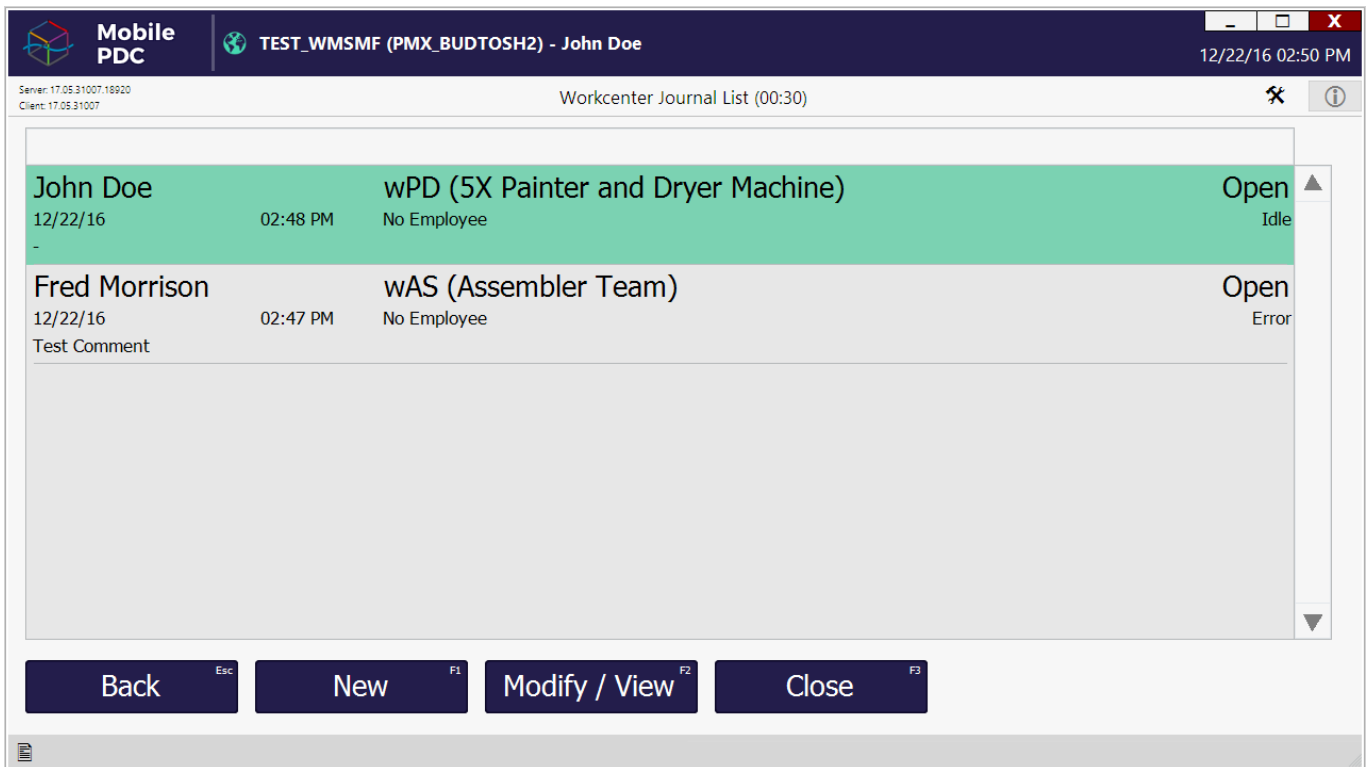 Mobile
PDC
TEST_WMSMF (PMX_BUDTOSH2) - John Doe
X
12/22/16 02:50 PM
Server: 17.05.31007.18920
Client: 17.05.31007
Workcenter Journal List (00:30)
John Doe wPD (5X Painter and Dryer Machine) Open
12/22/16 02:48 PM No Employee Idle
-
Fred Morrison wAS (Assembler Team) Open
12/22/16 02:47 PM No Employee Error
Test Comment
Back Esc New F1 Modify / View F2 Close F3